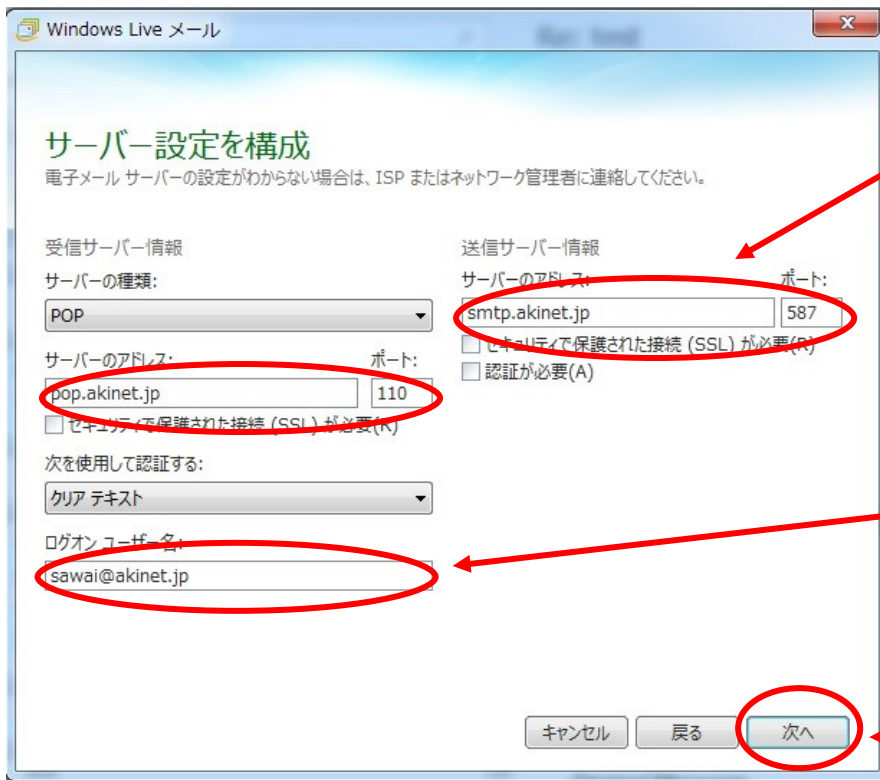 Windows Live メール
サーバー設定を構成
電子メール サーバーの設定がわからない場合は、ISP またはネットワーク管理者に連絡してください。
受信サーバー情報
サーバーの種類:
POP
サーバーのアドレス: ポート:
pop.akinet.jp 110
セキュリティで保護された接続 (SSL) が必要(R)
次を使用して認証する:
クリア テキスト
ログオン ユーザー名:
sawai@akinet.jp
送信サーバー情報
サーバーのアドレス: ポート:
smtp.akinet.jp 587
セキュリティで保護された接続 (SSL) が必要(R)
認証が必要(A)
キャンセル 戻る 次へ